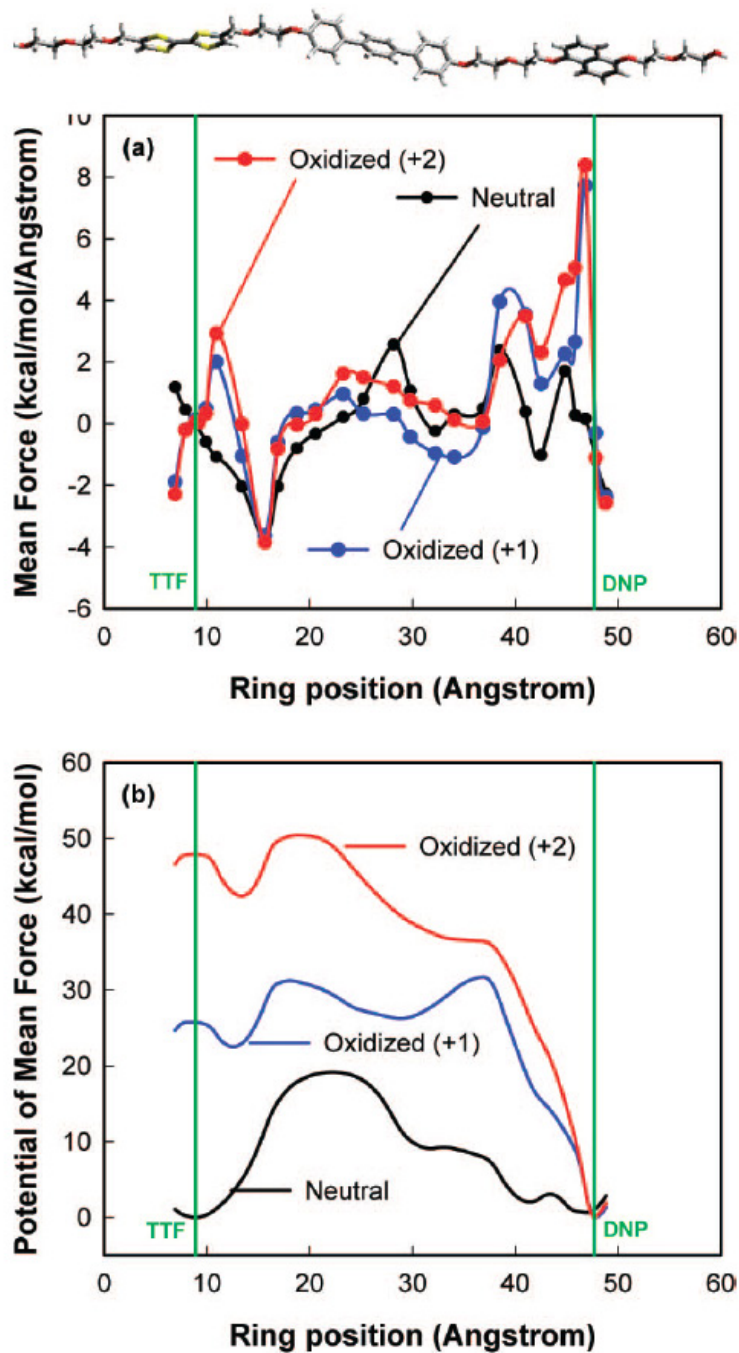 10
(a)
Oxidized (+2)
8
Neutral
6
4
2
0
-2
Oxidized (+1)
-4
TTF
DNP
-6
0 10 20 30 40 50 60
Mean Force (kcal/mol/Angstrom)
Ring position (Angstrom)
60
(b)
50
Oxidized (+2)
40
30
Oxidized (+1)
20
10
Neutral
0
TTF
DNP
0 10 20 30 40 50 60
Potential of Mean Force (kcal/mol)
Ring position (Angstrom)